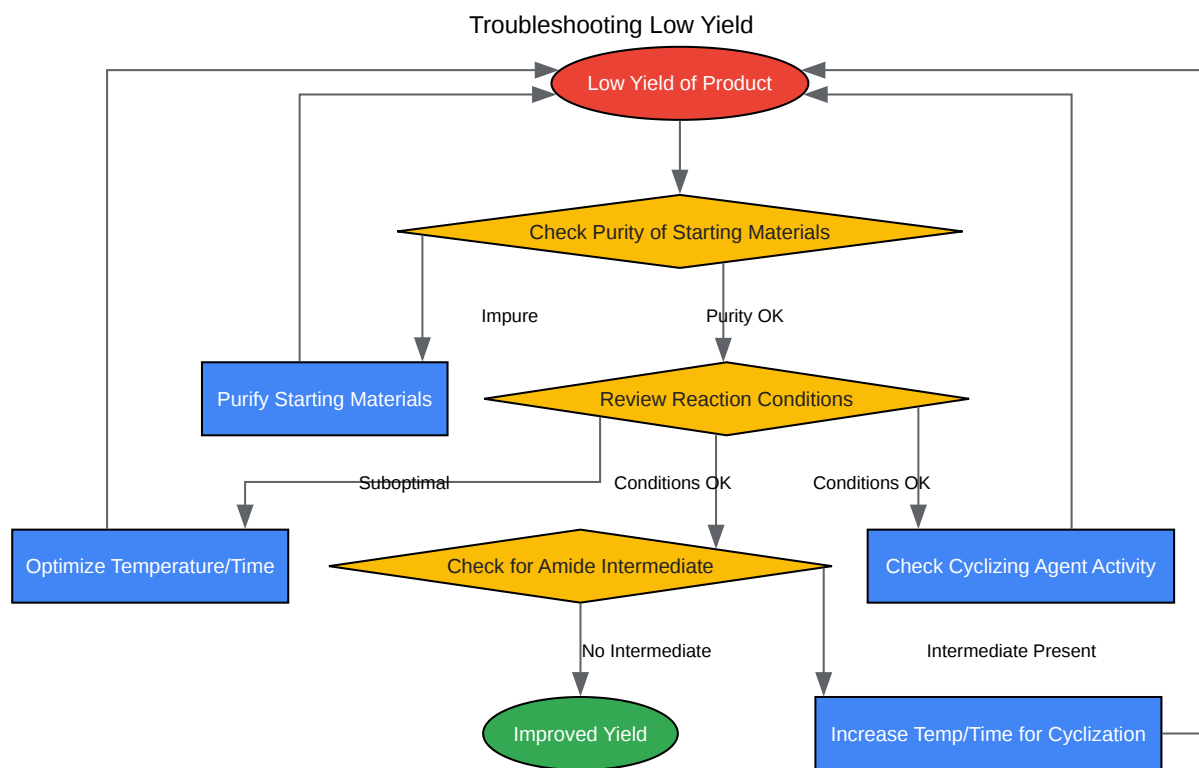 Troubleshooting Low Yield
Low Yield of Product
Check Purity of Starting Materials
Impure
Purity OK
Purify Starting Materials
Review Reaction Conditions
Suboptimal
Conditions OK
Conditions OK
Optimize Temperature/Time
Check for Amide Intermediate
Check Cyclizing Agent Activity
No Intermediate
Intermediate Present
Improved Yield
Increase Temp/Time for Cyclization